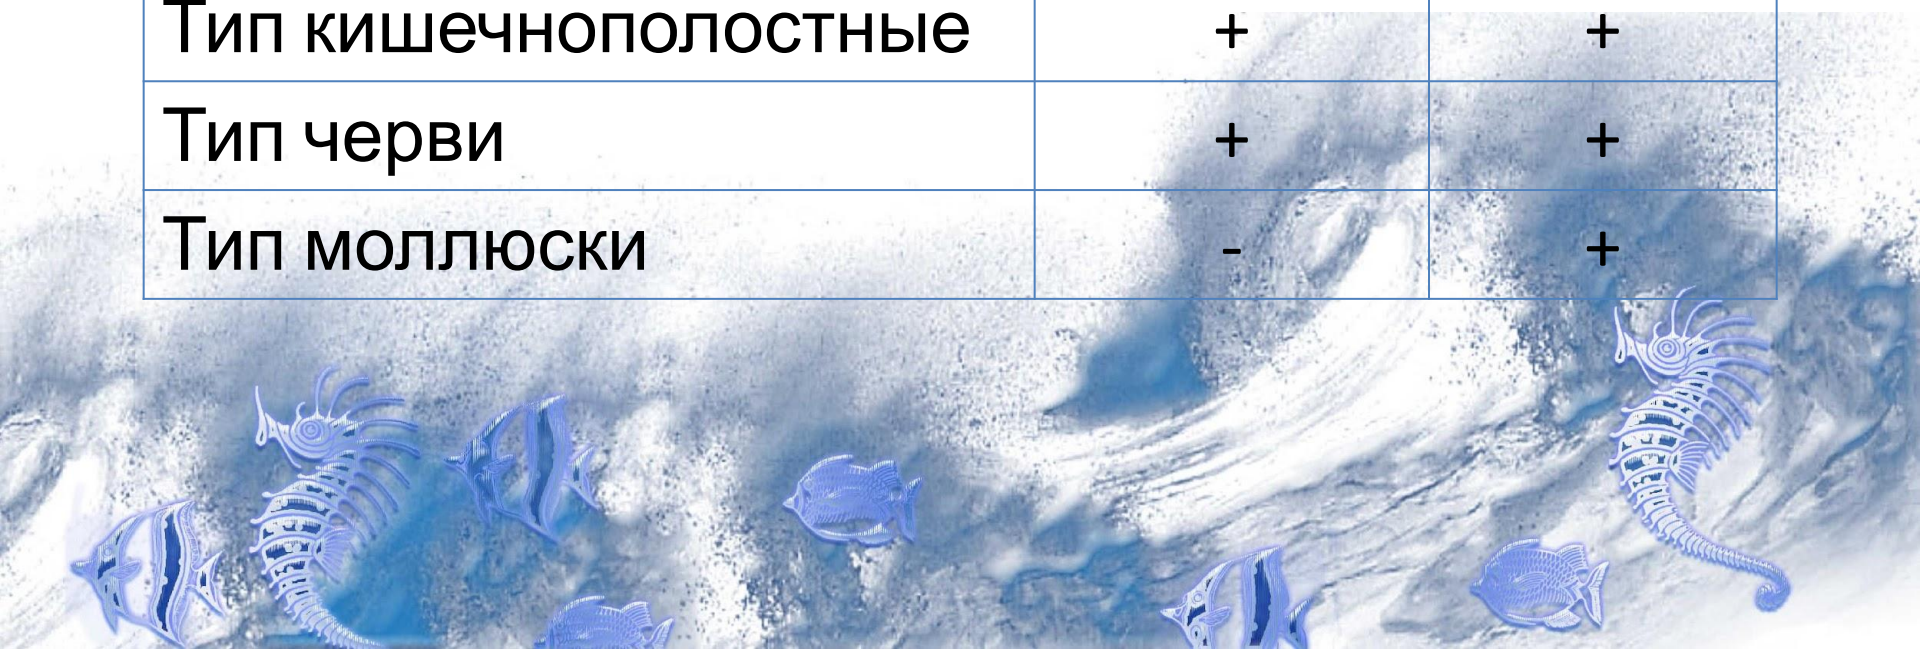 Тип кишечнополостные + +
Тип черви + +
Тип моллюски - +